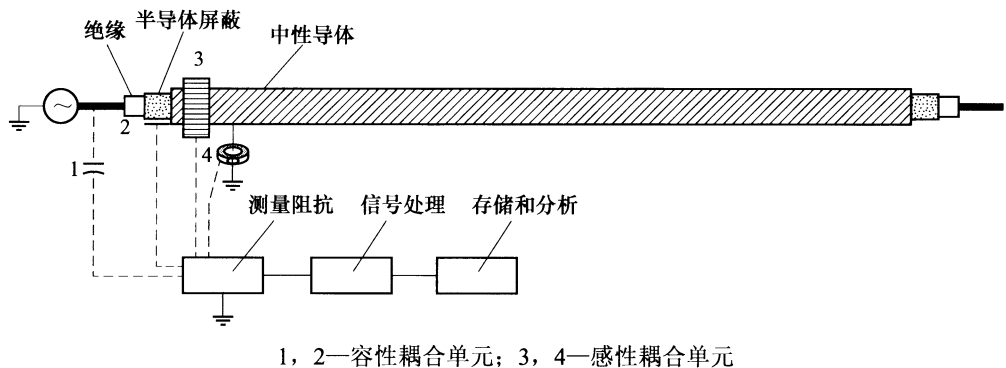 绝缘
半导体屏蔽
中性导体
3
~
2
1
4
测量阻抗
信号处理
存储和分析
1，2—容性耦合单元；3，4—感性耦合单元